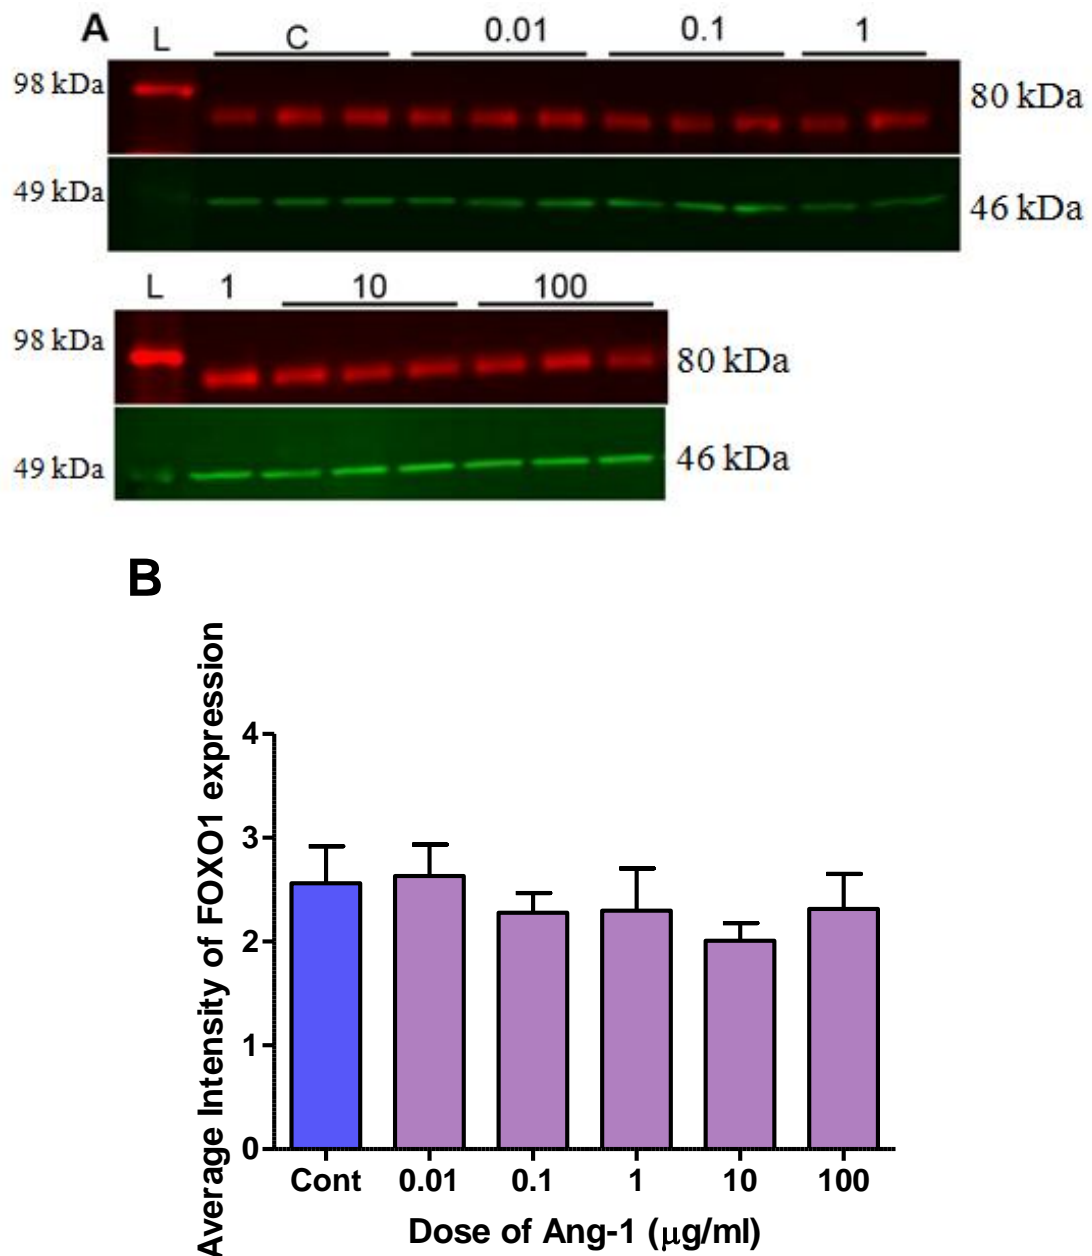 A
L C 0.01 0.1 1
98 kDa 80 kDa
49 kDa 46 kDa
L 1 10 100
98 kDa 80 kDa
49 kDa 46 kDa
B
Average Intensity of FOXO1 expression
4
3
2
1
0
Cont 0.01 0.1 1 10 100
Dose of Ang-1 (μg/ml)